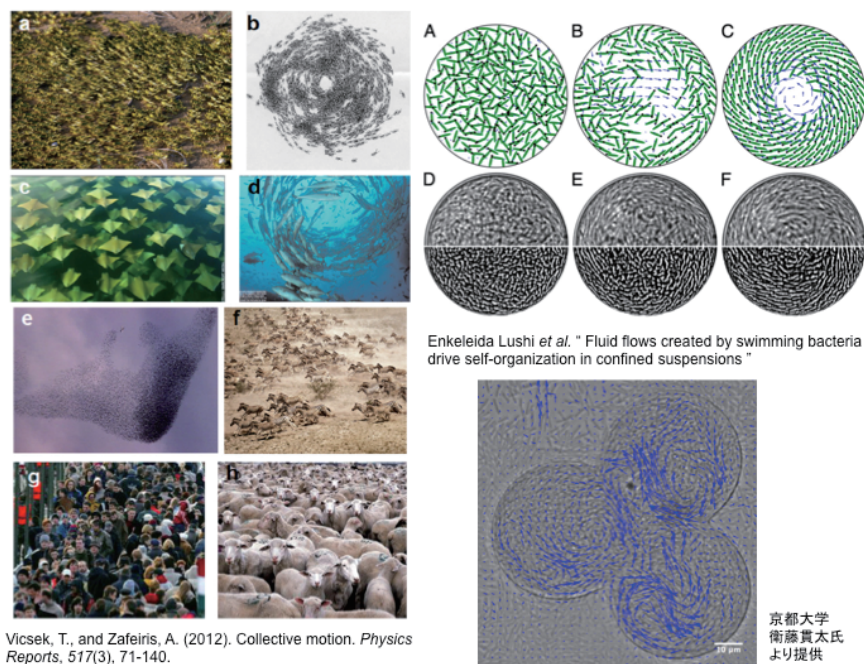 a
b
c
d
e
f
g
h
Vicsek, T., and Zafeiris, A. (2012). Collective motion. Physics
Reports, 517(3), 71-140.
A
B
C
D
E
F
Enkeleida Lushi et al. “ Fluid flows created by swimming bacteria
drive self-organization in confined suspensions ”
10 μm
京都大学
衛藤貫太氏
より提供